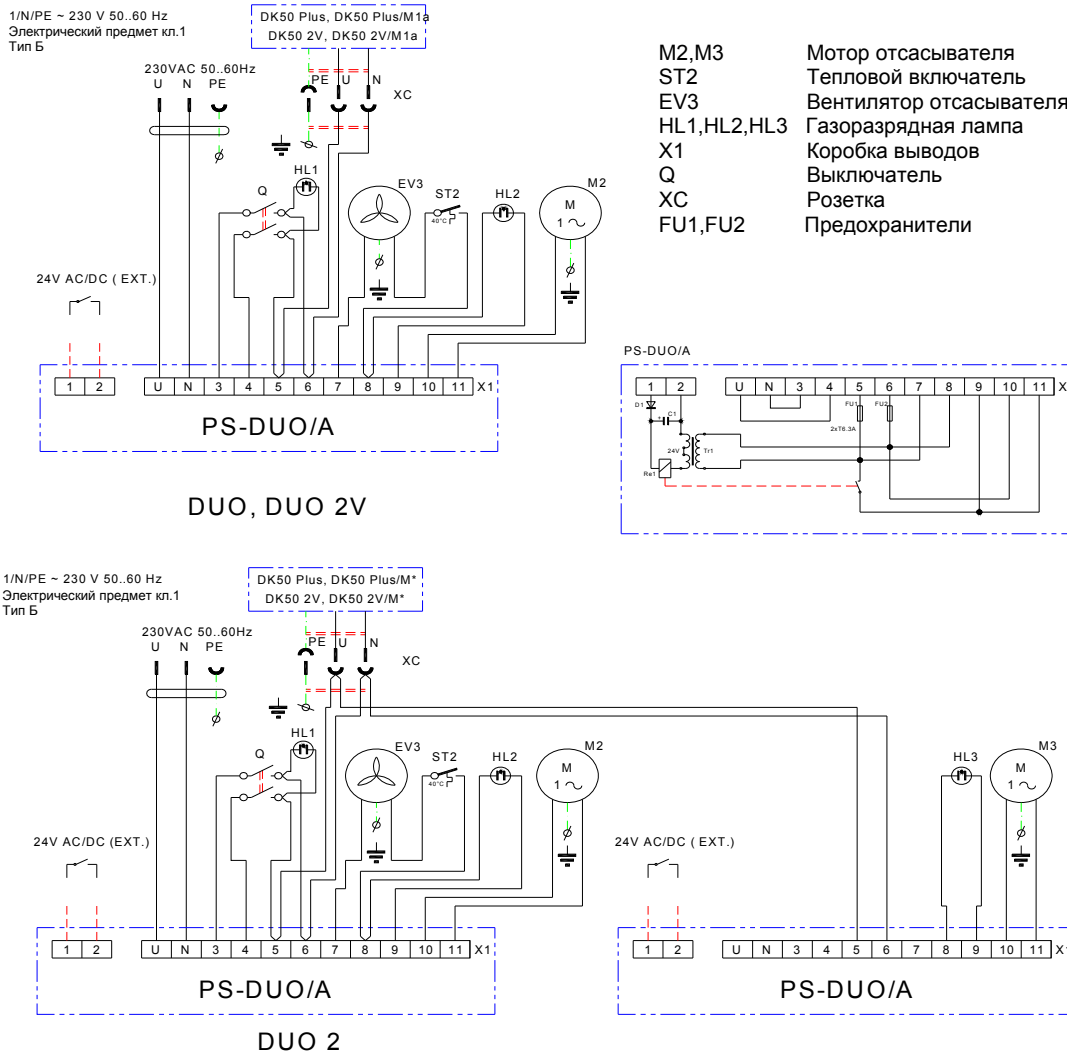 1/N/PE ~ 230 V 50..60 Hz
Электрический предмет кл.1
Тип Б
DK50 Plus, DK50 Plus/M1a
DK50 2V, DK50 2V/M1a
230VAC 50..60Hz
U N PE
PE U N
XC
HL1
Q
EV3
ST2
40°C
HL2
M2
M
1 ~
24V AC/DC ( EXT.)
1 2
U N 3 4 5 6 7 8 9 10 11 X1
PS-DUO/A
DUO, DUO 2V
M2,M3 Мотор отсасывателя
ST2 Тепловой включатель
EV3 Вентилятор отсасывателя
HL1,HL2,HL3 Газоразрядная лампа
X1 Коробка выводов
Q Выключатель
XC Розетка
FU1,FU2 Предохранители
PS-DUO/A
1 2
U N 3 4 5 6 7 8 9 10 11 X
D1
+ C1
FU1 FU2
2xT6.3A
24V Tr1
Re1
1/N/PE ~ 230 V 50..60 Hz
Электрический предмет кл.1
Тип Б
DK50 Plus, DK50 Plus/M*
DK50 2V, DK50 2V/M*
230VAC 50..60Hz
U N PE
PE U N
XC
HL1
Q
EV3
ST2
40°C
HL2
M2
M
1 ~
HL3
M3
M
1 ~
24V AC/DC (EXT.)
24V AC/DC ( EXT.)
1 2
U N 3 4 5 6 7 8 9 10 11 X1
1 2
U N 3 4 5 6 7 8 9 10 11 X1
PS-DUO/A
PS-DUO/A
DUO 2